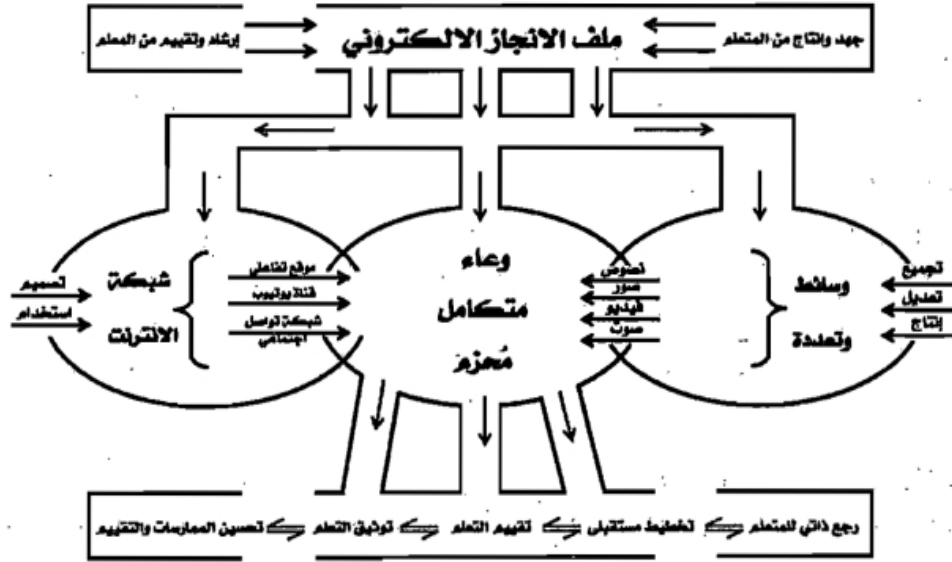 جهد وإنتاج من المتعلم
ملف الانجاز الالكتروني
إرشاد وتقييم من المعلم
تجميع
تعديل
إنتاج
وسائط
وتعددة
نصوص
صور
فيديو
صوت
وعاء
متكامل
مُحزم
موقع تفاعلي
قناة يوتيوب
شبكة تواصل
اجتماعي
شبكة
الانترنت
تصميم
استخدام
رجع ذاتي للمتعلم
تخطيط مستقبلى
تقييم التعلم
توثيق التعلم
تحسين الممارسات والتقييم